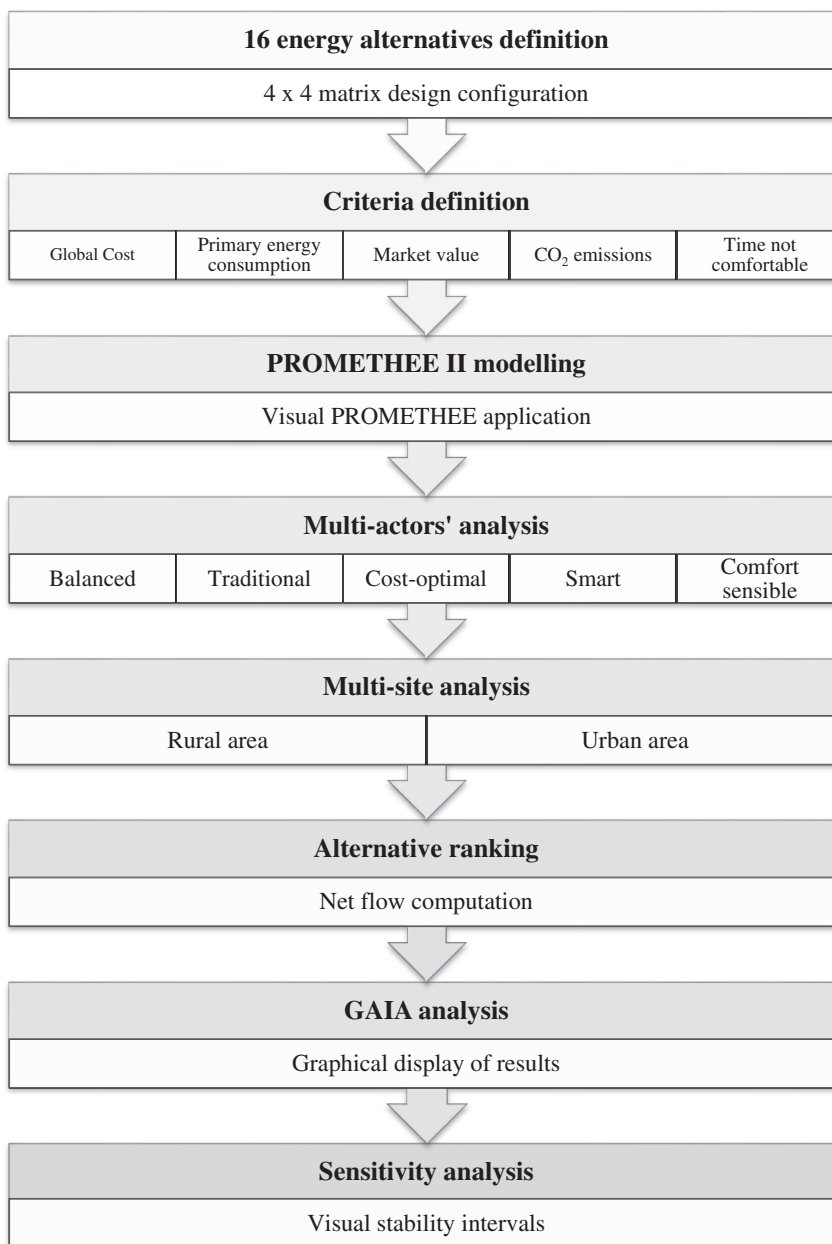 16 energy alternatives definition
4 x 4 matrix design configuration
Criteria definition
Global Cost
Primary energy
consumption
Market value
CO₂ emissions
Time not
comfortable
PROMETHEE II modelling
Visual PROMETHEE application
Multi-actors' analysis
Balanced
Traditional
Cost-optimal
Smart
Comfort
sensible
Multi-site analysis
Rural area
Urban area
Alternative ranking
Net flow computation
GAIA analysis
Graphical display of results
Sensitivity analysis
Visual stability intervals